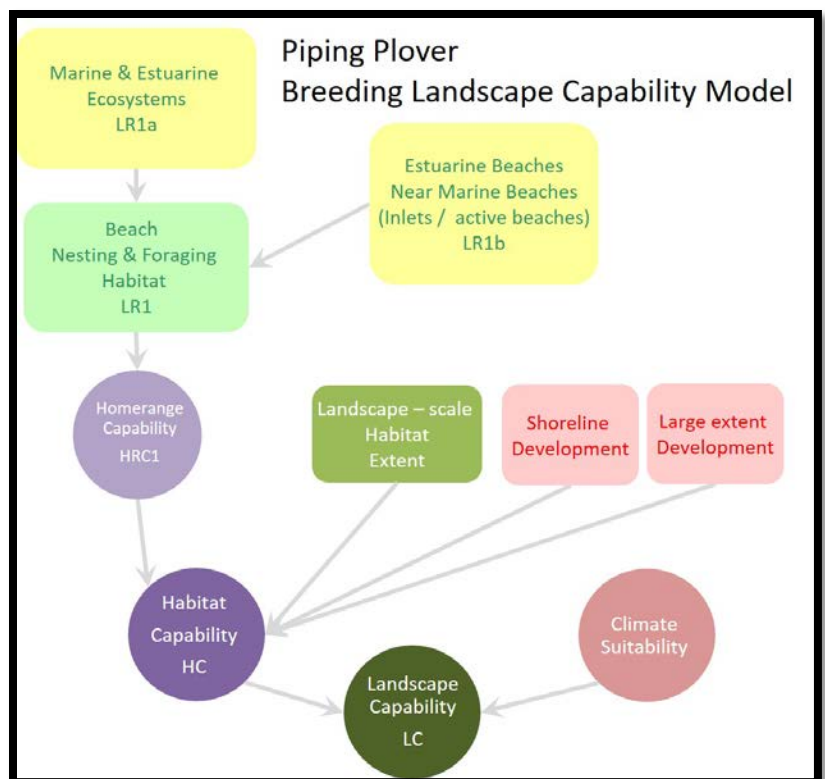 Piping Plover
Breeding Landscape Capability Model
Marine & Estuarine
Ecosystems
LR1a
Estuarine Beaches
Near Marine Beaches
(Inlets / active beaches)
LR1b
Beach
Nesting & Foraging
Habitat
LR1
Homerange
Capability
HRC1
Landscape – scale
Habitat
Extent
Shoreline
Development
Large extent
Development
Habitat
Capability
HC
Climate
Suitability
Landscape
Capability
LC